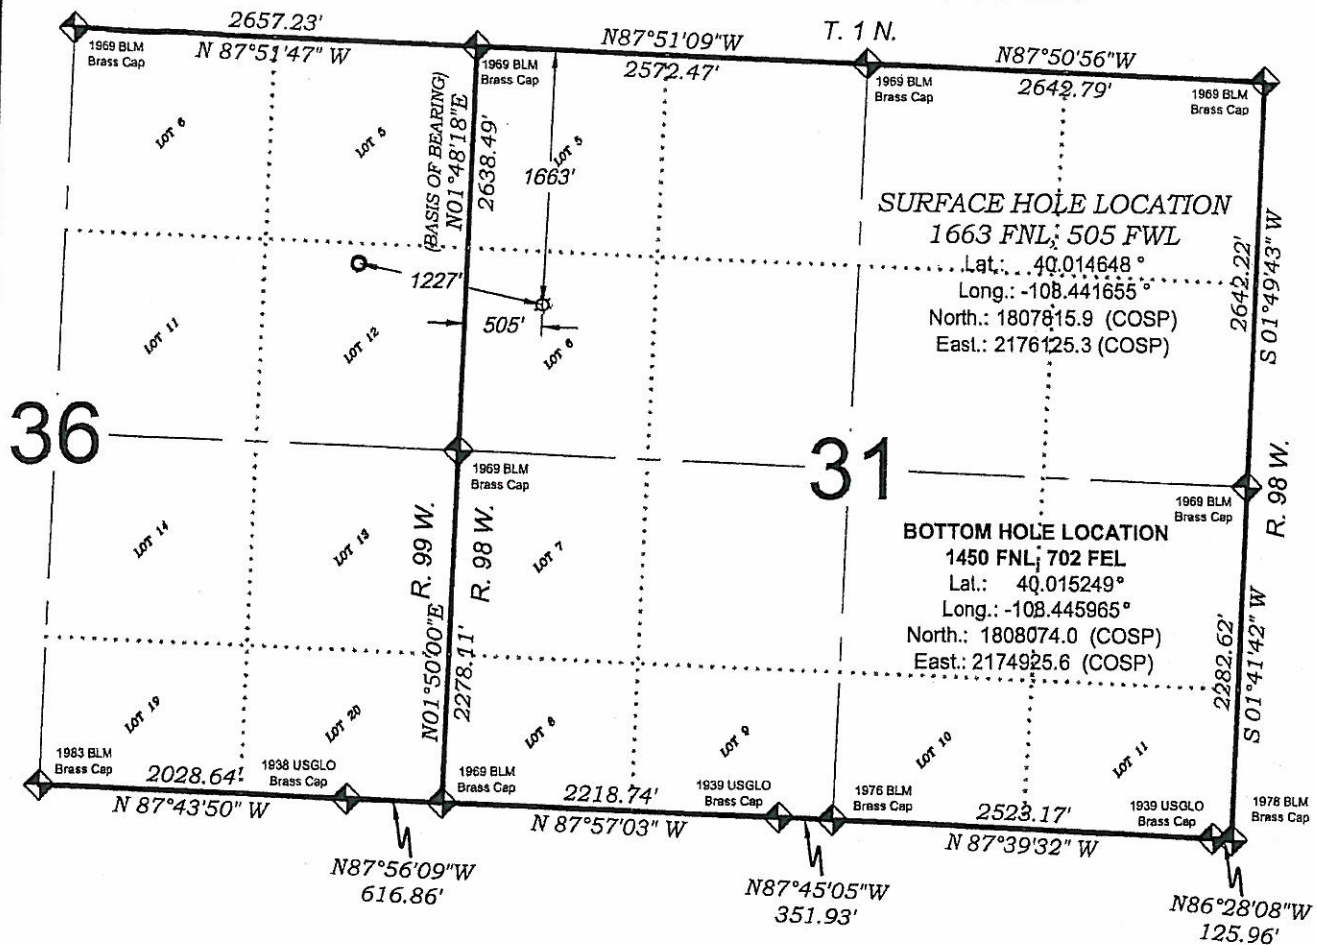 2657.23'
N 87°51'47" W
1969 BLM
Brass Cap
N87°51'09"W
2572.47'
T. 1 N.
1969 BLM
Brass Cap
N87°50'56"W
2642.79'
1969 BLM
Brass Cap
1969 BLM
Brass Cap
LOT 6
LOT 5
(BASIS OF BEARING)
N01°48'18"E
2638.49'
LOT 5
1663'
SURFACE HOLE LOCATION
1663 FNL, 505 FWL
Lat.: 40.014648°
Long.: -108.441655°
North.: 1807815.9 (COSP)
East.: 2176125.3 (COSP)
2642.22'
S 01°49'43" W
1227'
505'
LOT 11
LOT 12
LOT 6
36
31
1969 BLM
Brass Cap
1969 BLM
Brass Cap
R. 98 W.
R. 99 W.
R. 98 W.
LOT 14
LOT 13
LOT 7
BOTTOM HOLE LOCATION
1450 FNL, 702 FEL
Lat.: 40.015249°
Long.: -108.445965°
North.: 1808074.0 (COSP)
East.: 2174925.6 (COSP)
N01°50'00"E
2278.11'
2282.62'
S 01°41'42" W
LOT 19
LOT 20
LOT 8
LOT 9
LOT 10
LOT 11
1983 BLM
Brass Cap
2028.64'
N 87°43'50" W
1938 USGLO
Brass Cap
1969 BLM
Brass Cap
2218.74'
N 87°57'03" W
1939 USGLO
Brass Cap
1976 BLM
Brass Cap
2523.17'
N 87°39'32" W
1939 USGLO
Brass Cap
1978 BLM
Brass Cap
N87°56'09"W
616.86'
N87°45'05"W
351.93'
N86°28'08"W
125.96'